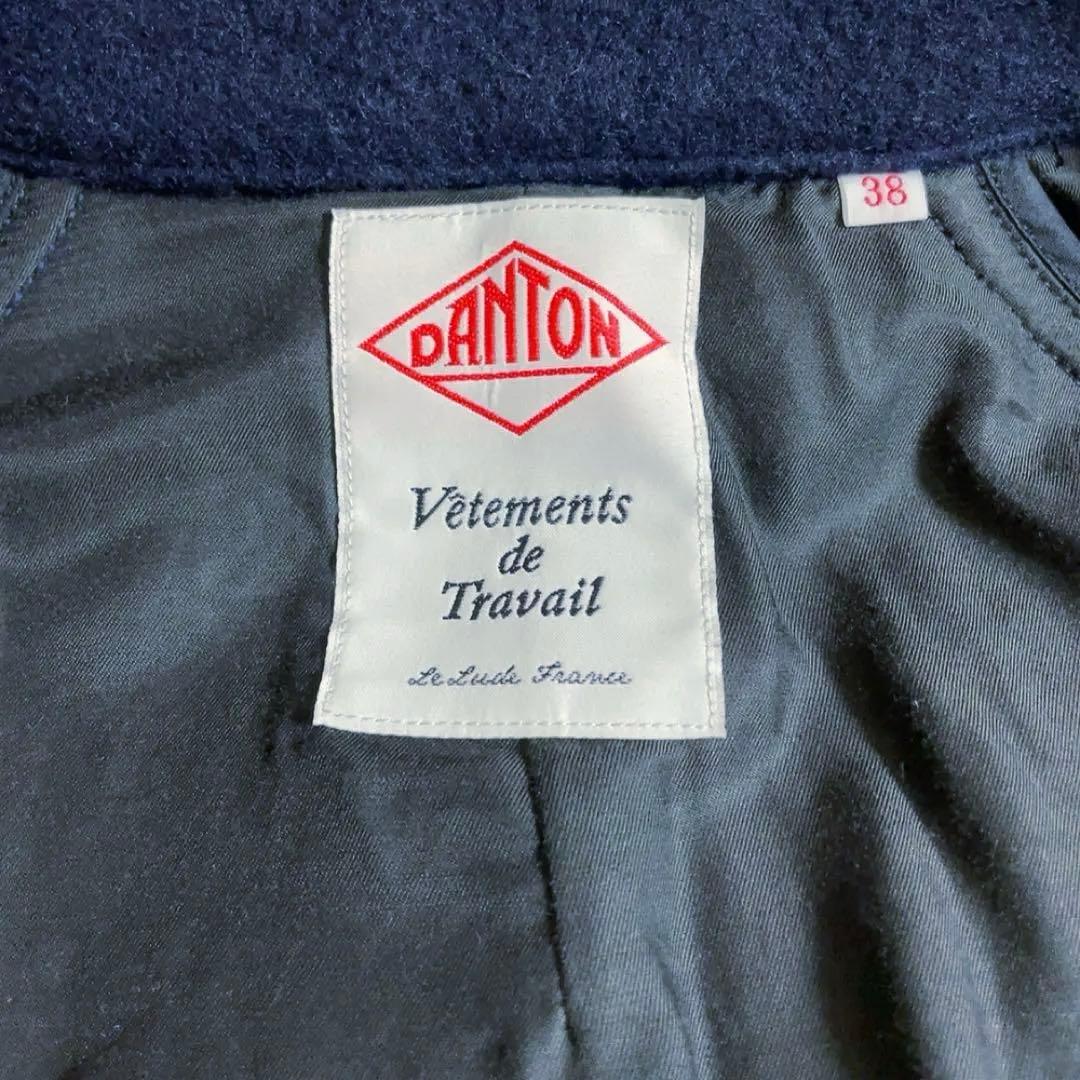 38
DANTON
Vêtements
de
Travail
Le Lude France